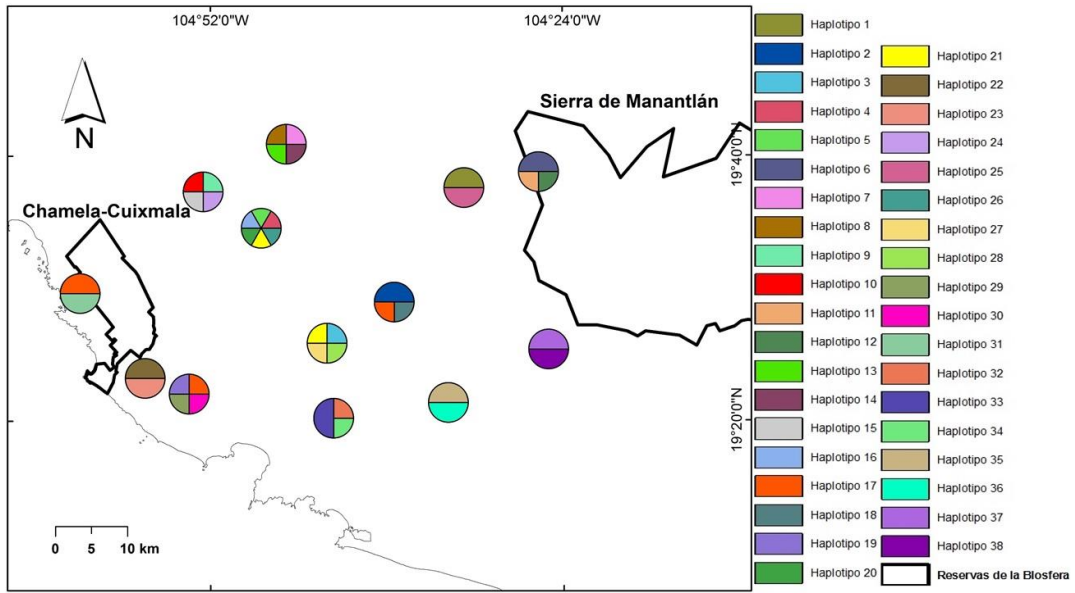 104°52'0"W
104°24'0"W
N
Sierra de Manantlán
Chamela-Cuixmala
19°40'0"N
19°20'0"N
0 5 10 km
Haplotipo 1
Haplotipo 2
Haplotipo 3
Haplotipo 4
Haplotipo 5
Haplotipo 6
Haplotipo 7
Haplotipo 8
Haplotipo 9
Haplotipo 10
Haplotipo 11
Haplotipo 12
Haplotipo 13
Haplotipo 14
Haplotipo 15
Haplotipo 16
Haplotipo 17
Haplotipo 18
Haplotipo 19
Haplotipo 20
Haplotipo 21
Haplotipo 22
Haplotipo 23
Haplotipo 24
Haplotipo 25
Haplotipo 26
Haplotipo 27
Haplotipo 28
Haplotipo 29
Haplotipo 30
Haplotipo 31
Haplotipo 32
Haplotipo 33
Haplotipo 34
Haplotipo 35
Haplotipo 36
Haplotipo 37
Haplotipo 38
Reservas de la Biosfera